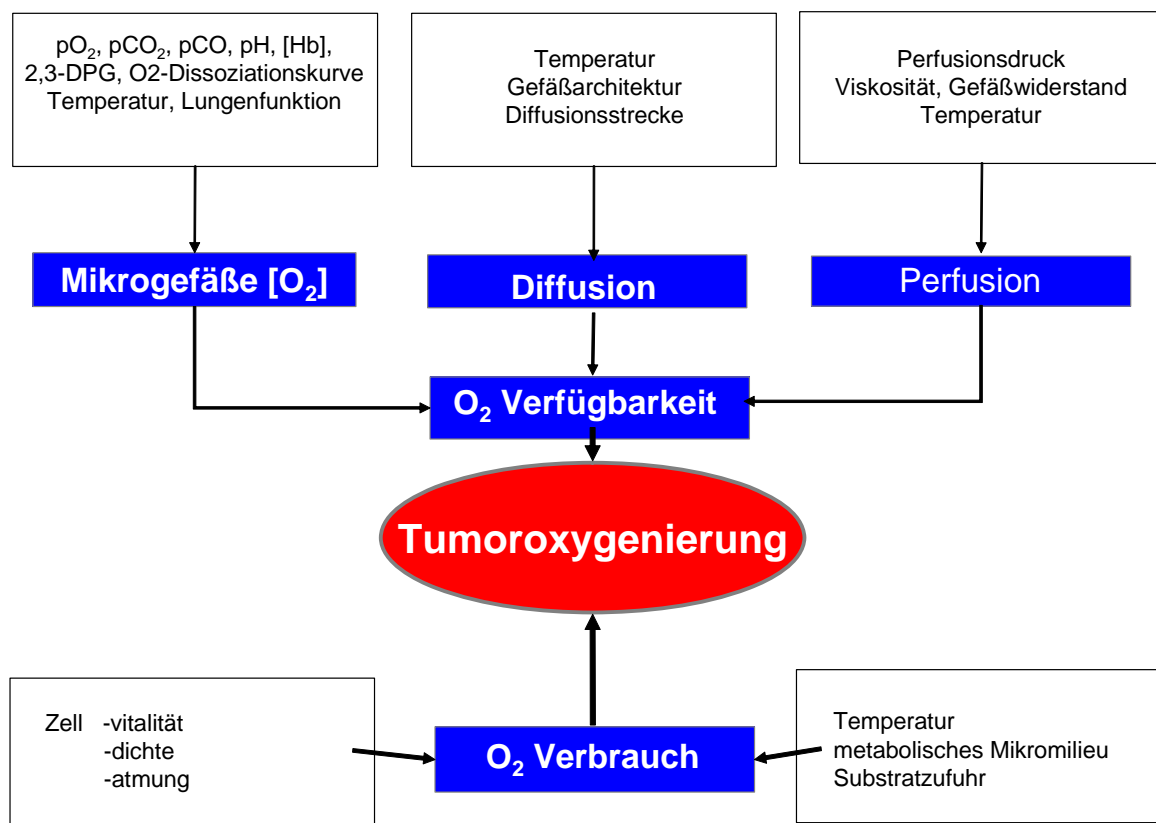 pO₂, pCO₂, pCO, pH, [Hb],
2,3-DPG, O2-Dissoziationskurve
Temperatur, Lungenfunktion
Temperatur
Gefäßarchitektur
Diffusionsstrecke
Perfusionsdruck
Viskosität, Gefäßwiderstand
Temperatur
Mikrogefäße [O₂]
Diffusion
Perfusion
O₂ Verfügbarkeit
Tumoroxygenierung
Zell -vitalität
-dichte
-atmung
O₂ Verbrauch
Temperatur
metabolisches Mikromilieu
Substratzufuhr